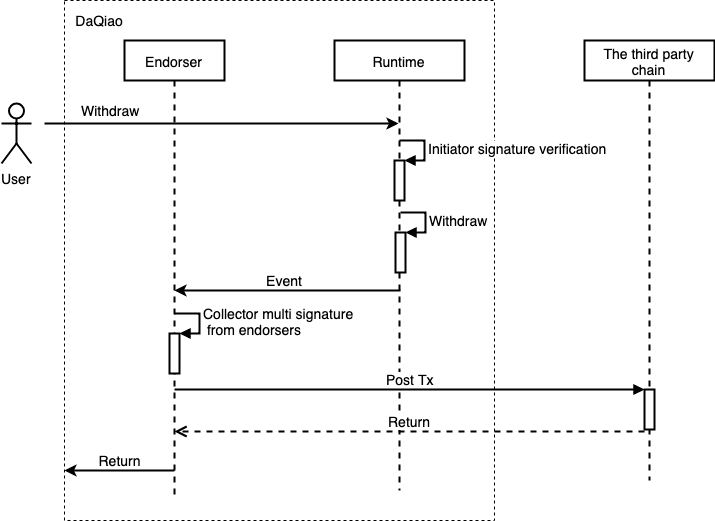 DaQiao
Endorser
Runtime
The third party
chain
Withdraw
User
Initiator signature verification
Withdraw
Event
Collector multi signature
from endorsers
Post Tx
Return
Return